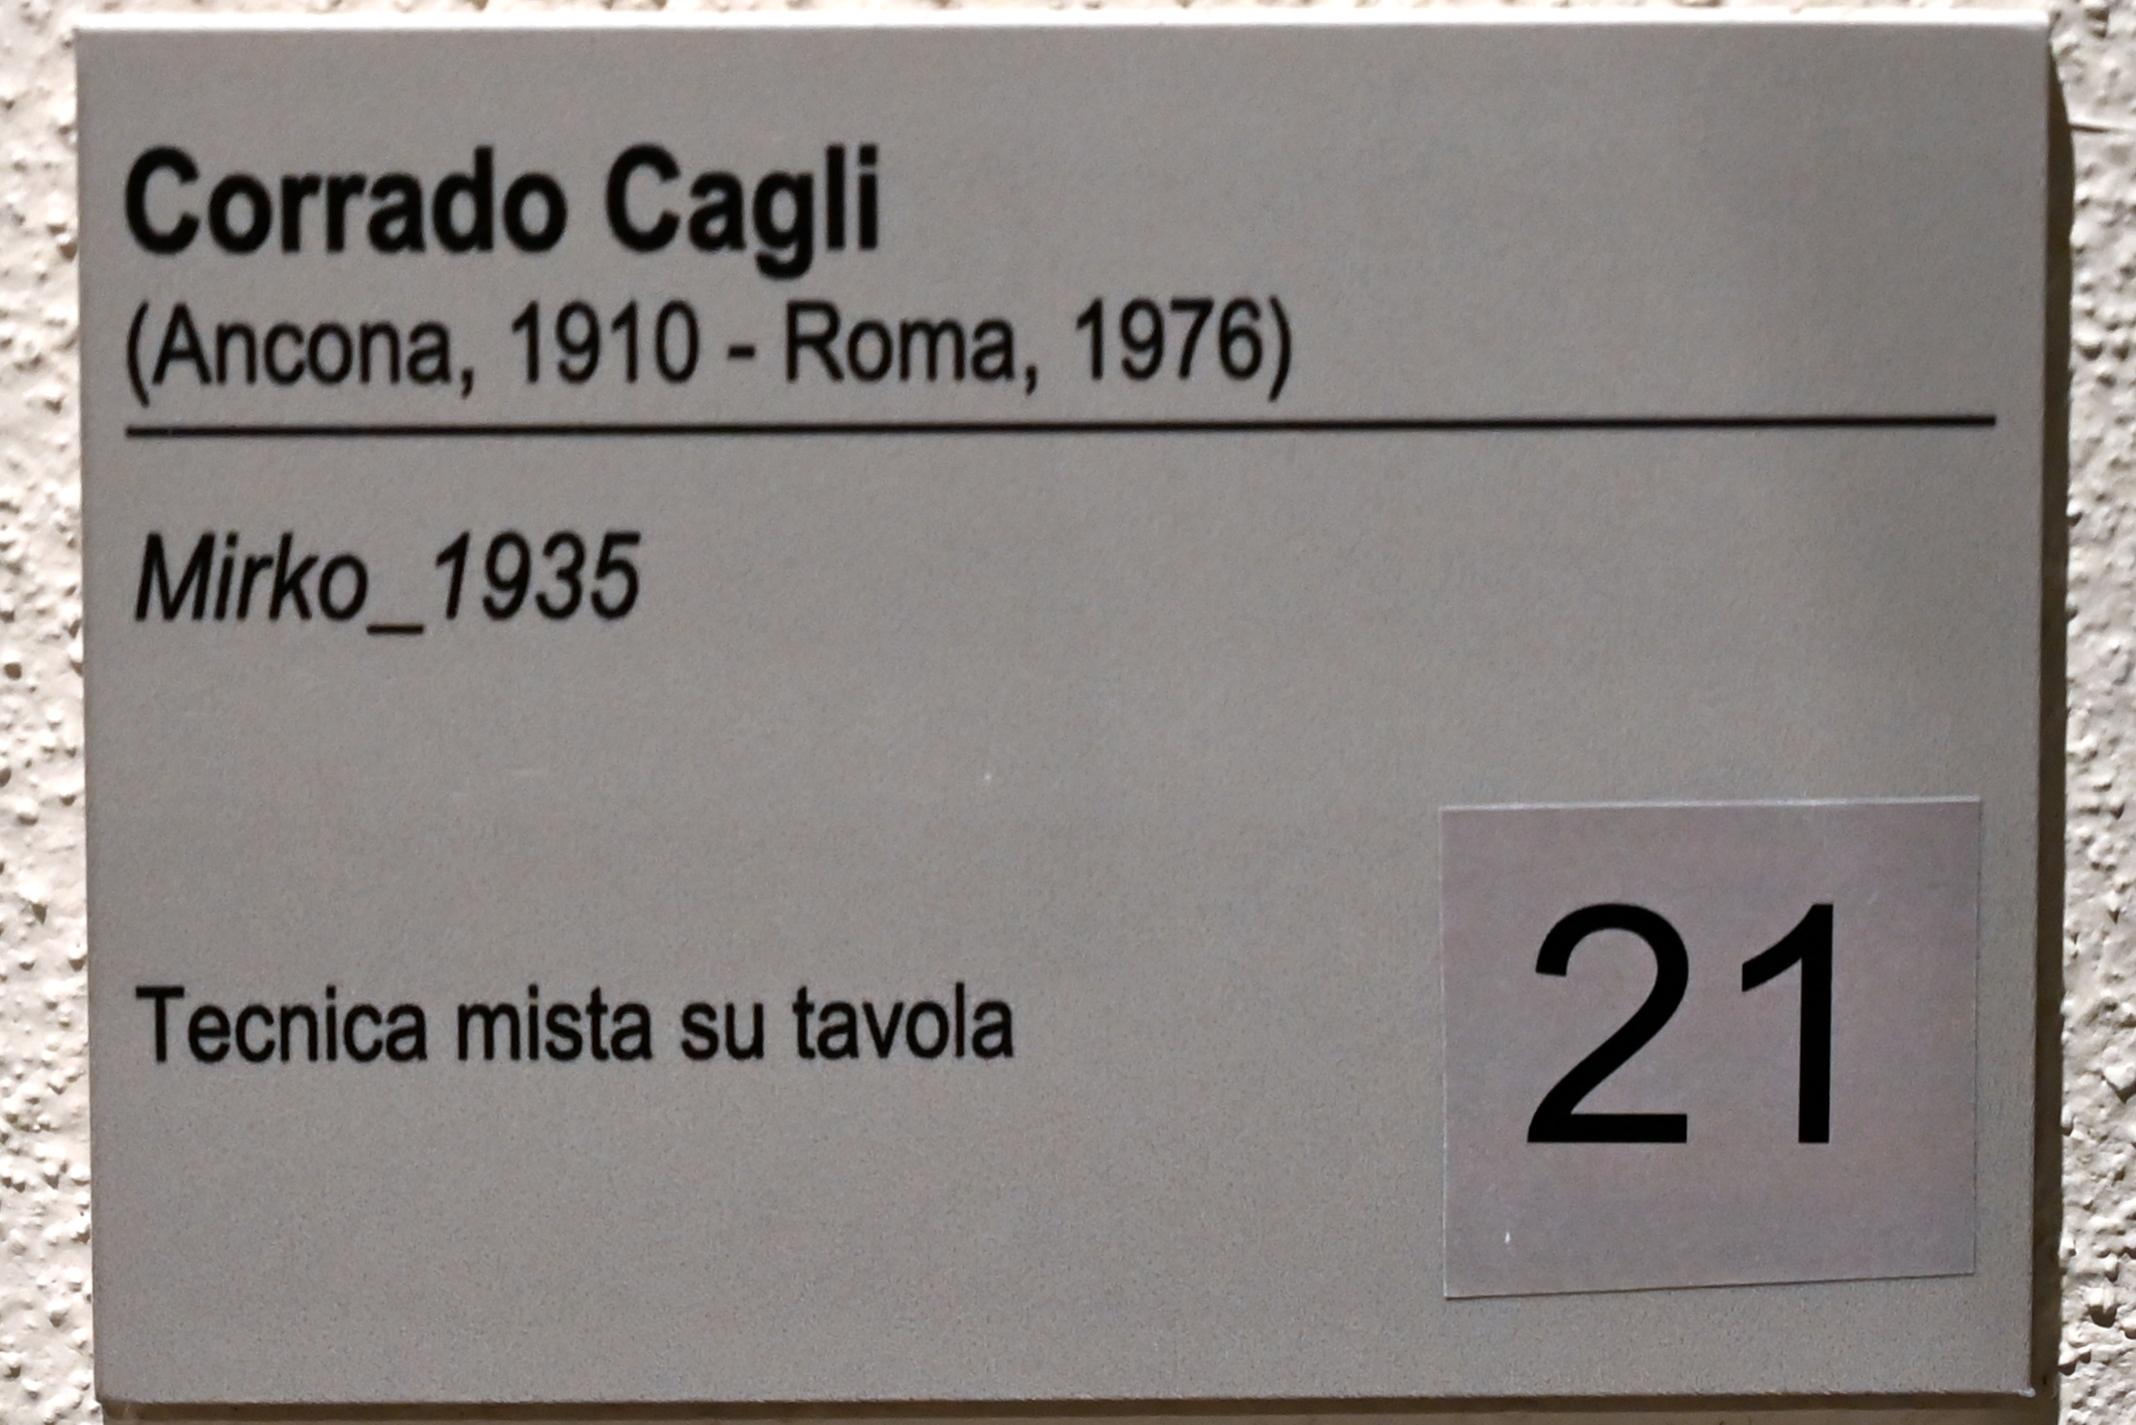 Corrado Cagli
(Ancona, 1910 - Roma, 1976)
Mirko_1935
Tecnica mista su tavola
21